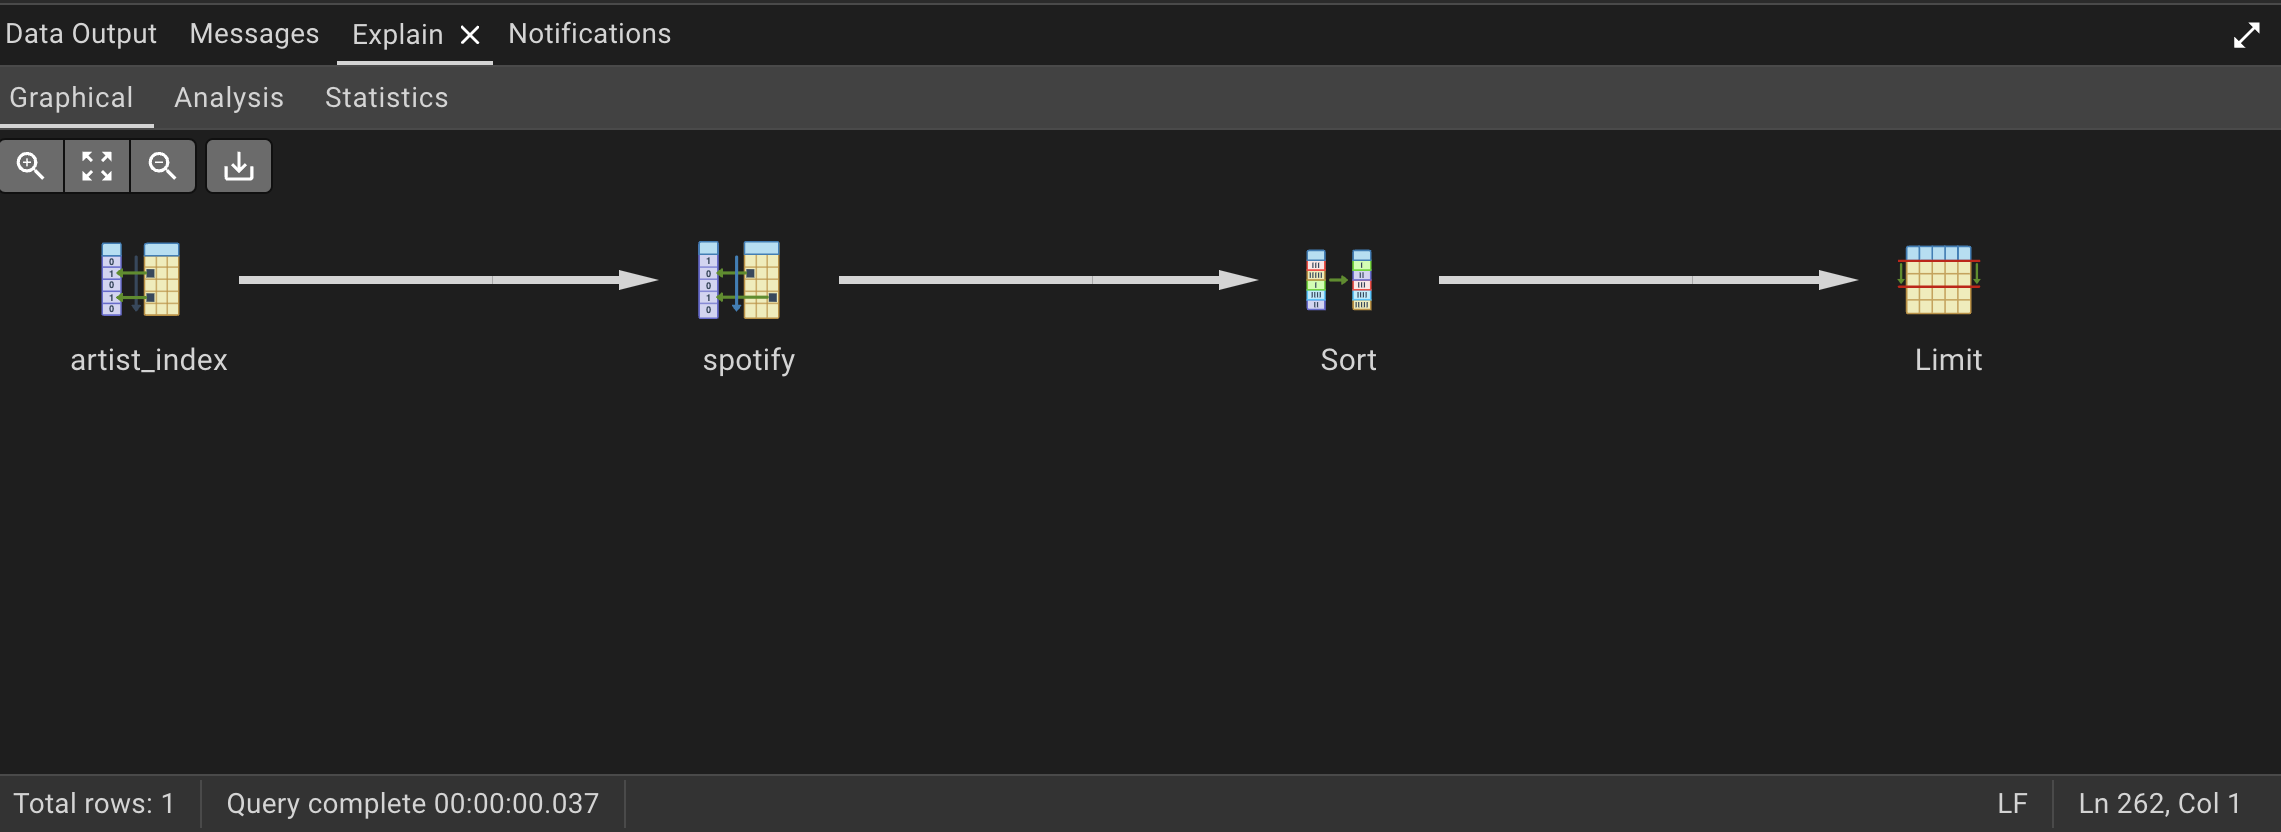 Data Output Messages Explain Notifications
Graphical Analysis Statistics
artist_index spotify Sort Limit
Total rows: 1 Query complete 00:00:00.037 LF Ln 262, Col 1